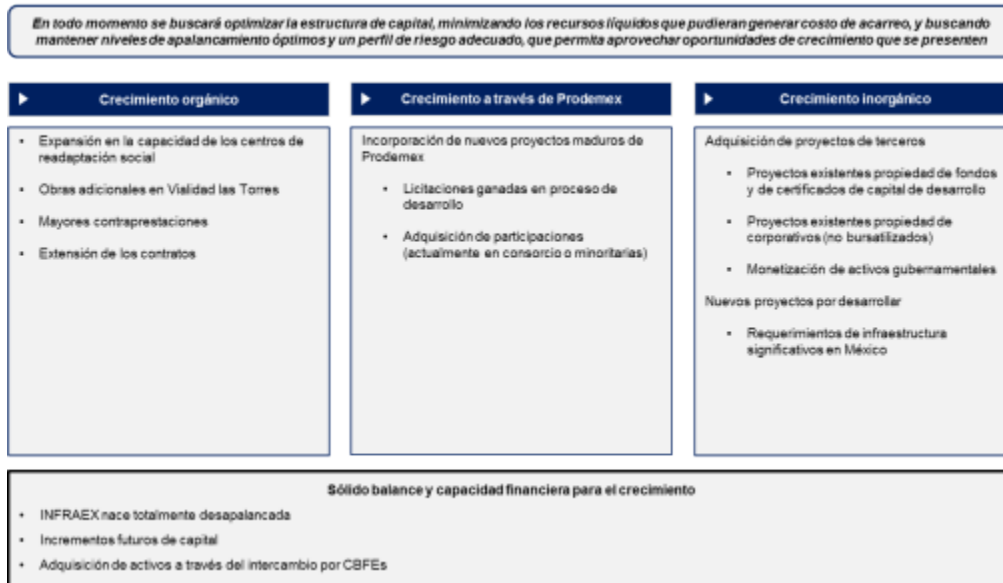 En todo momento se buscará optimizar la estructura de capital, minimizando los recursos líquidos que pudieran generar costo de acarreo, y buscando
mantener niveles de apalancamiento óptimos y un perfil de riesgo adecuado, que permita aprovechar oportunidades de crecimiento que se presenten
Crecimiento orgánico
• Expansión en la capacidad de los centros de
readaptación social
• Obras adicionales en Vialidad las Torres
• Mayores contraprestaciones
• Extensión de los contratos
Crecimiento a través de Prodemex
Incorporación de nuevos proyectos maduros de
Prodemex
• Licitaciones ganadas en proceso de
desarrollo
• Adquisición de participaciones
(actualmente en consorcio o minoritarias)
Crecimiento inorgánico
Adquisición de proyectos de terceros
• Proyectos existentes propiedad de fondos
y de certificados de capital de desarrollo
• Proyectos existentes propiedad de
corporativos (no bursatilizados)
• Monetización de activos gubernamentales
Nuevos proyectos por desarrollar
• Requerimientos de infraestructura
significativos en México
Sólido balance y capacidad financiera para el crecimiento
• INFRAEX nace totalmente desapalancada
• Incrementos futuros de capital
• Adquisición de activos a través del intercambio por CBFEs